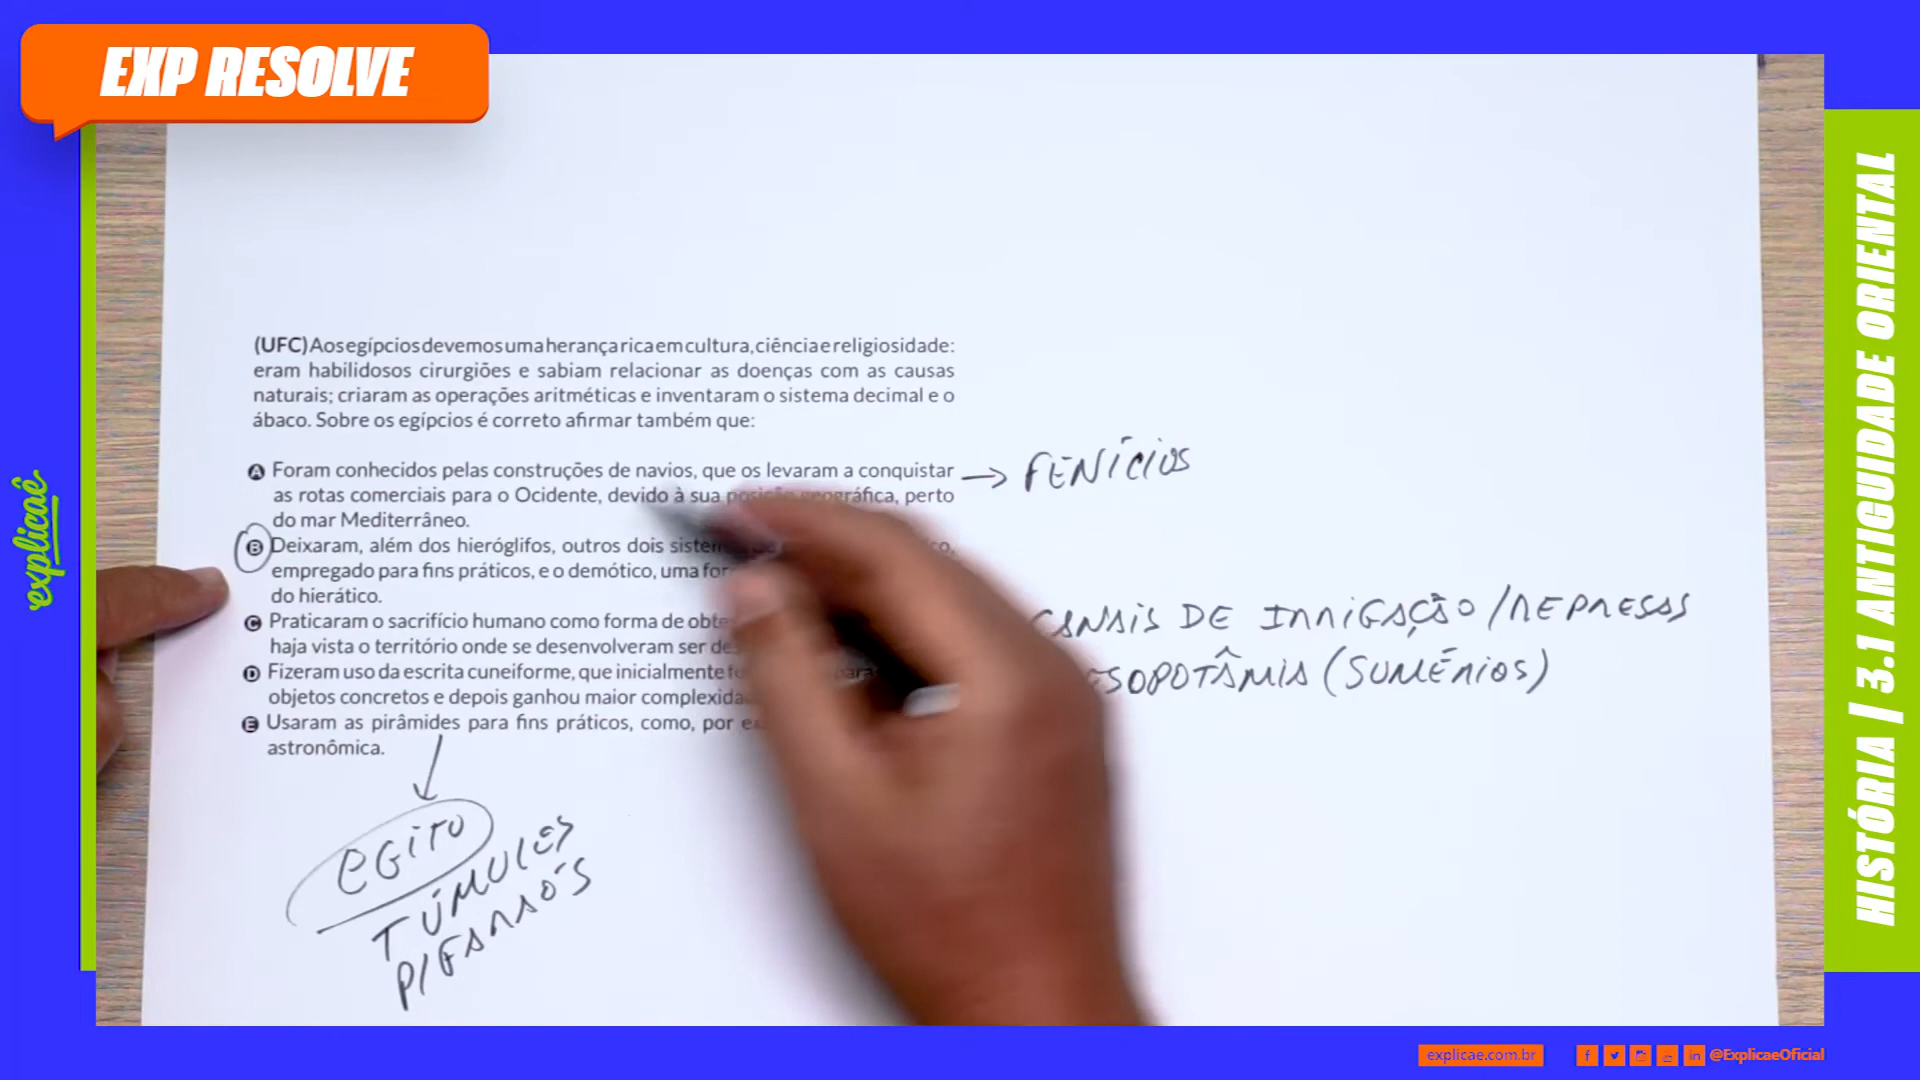 EXP RESOLVE
(UFC) Aos egípcios devemos uma herança rica em cultura, ciência e religiosidade:
eram habilidosos cirurgiões e sabiam relacionar as doenças com as causas
naturais; criaram as operações aritméticas e inventaram o sistema decimal e o
ábaco. Sobre os egípcios é correto afirmar também que:
A Foram conhecidos pelas construções de navios, que os levaram a conquistar
as rotas comerciais para o Ocidente, devido à sua posição geográfica, perto
do mar Mediterrâneo.
→ FENÍCIOS
B Deixaram, além dos hieróglifos, outros dois
empregado para fins práticos, e o demótico, uma
do hierático.
C Praticaram o sacrifício humano como forma de
haja vista o território onde se desenvolveram ser
CANAIS DE IRRIGAÇÃO / REPRESAS
D Fizeram uso da escrita cuneiforme, que inicialmente
objetos concretos e depois ganhou maior
(SUMÉRIOS)
E Usaram as pirâmides para fins práticos, como, por
astronômica.
EGITO
TÚMULOS
P/ FARAÓS
explicaê
HISTÓRIA | 3.1 ANTIGUIDADE ORIENTAL
explicae.com.br
@ExplicaeOficial